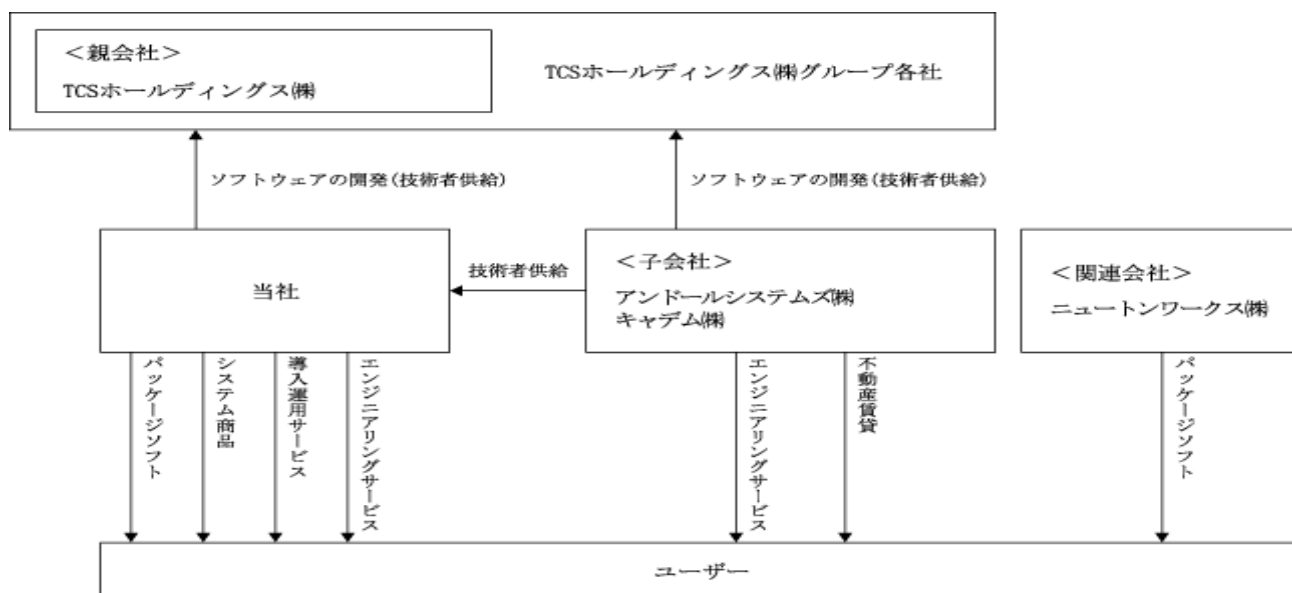 <親会社>
TCSホールディングス㈱
TCSホールディングス㈱グループ各社
ソフトウェアの開発(技術者供給)
ソフトウェアの開発(技術者供給)
当社
技術者供給
<子会社>
アンドールシステムズ㈱
キャデム㈱
<関連会社>
ニュートンワークス㈱
パッケージソフト
システム商品
導入運用サービス
エンジニアリングサービス
エンジニアリングサービス
不動産賃貸
パッケージソフト
ユーザー